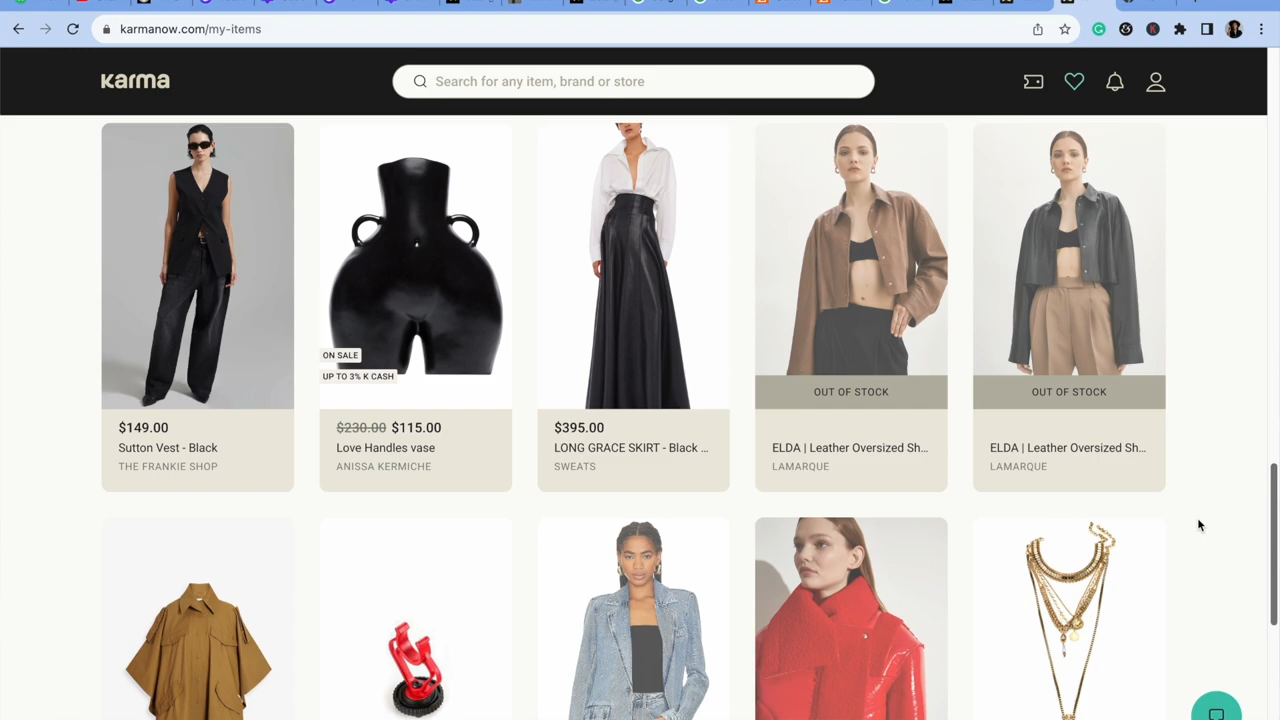 karmanow.com/my-items
Karma
Search for any item, brand or store
ON SALE
UP TO 3% K CASH
OUT OF STOCK
OUT OF STOCK
$149.00
Sutton Vest - Black
THE FRANKIE SHOP
$230.00 $115.00
Love Handles vase
ANISSA KERMICHE
$395.00
LONG GRACE SKIRT - Black ...
SWEATS
ELDA | Leather Oversized Sh...
LAMARQUE
ELDA | Leather Oversized Sh...
LAMARQUE